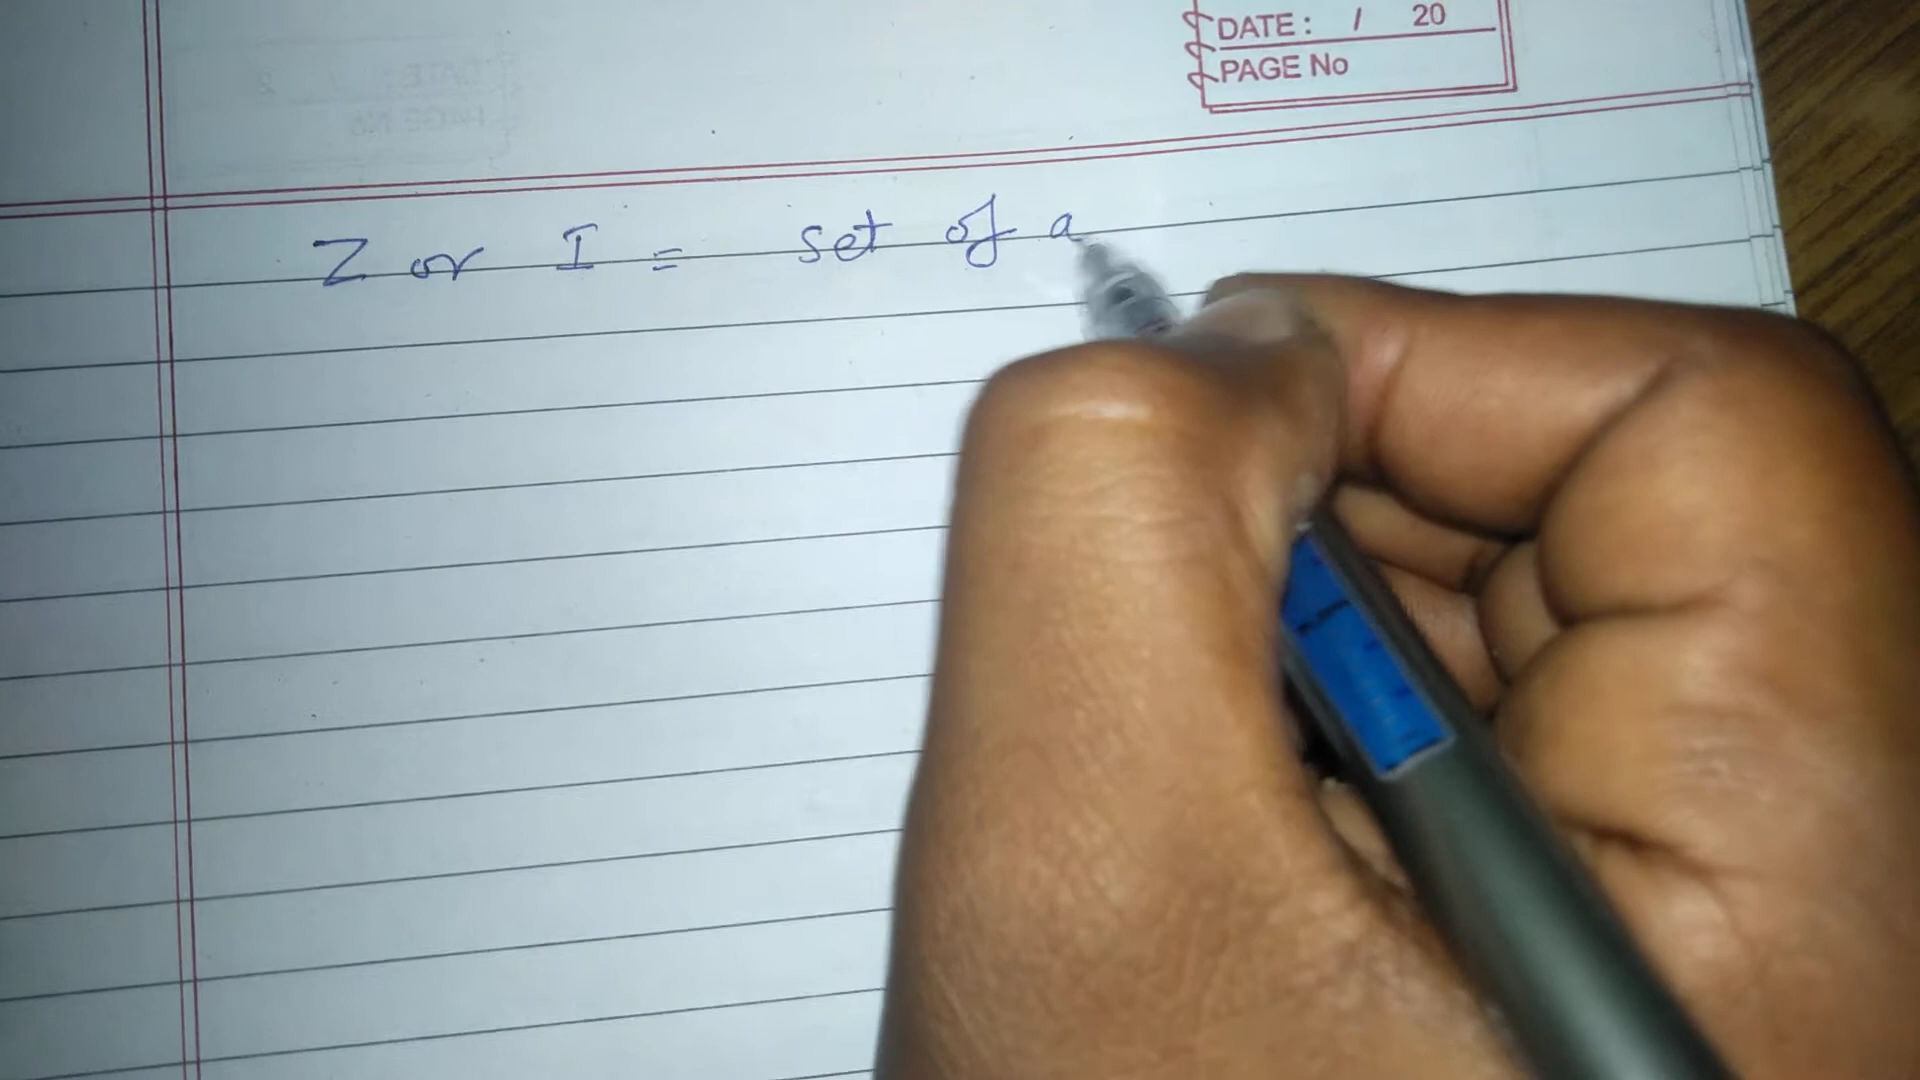 DATE: / 20
PAGE No
Z or I = set of a